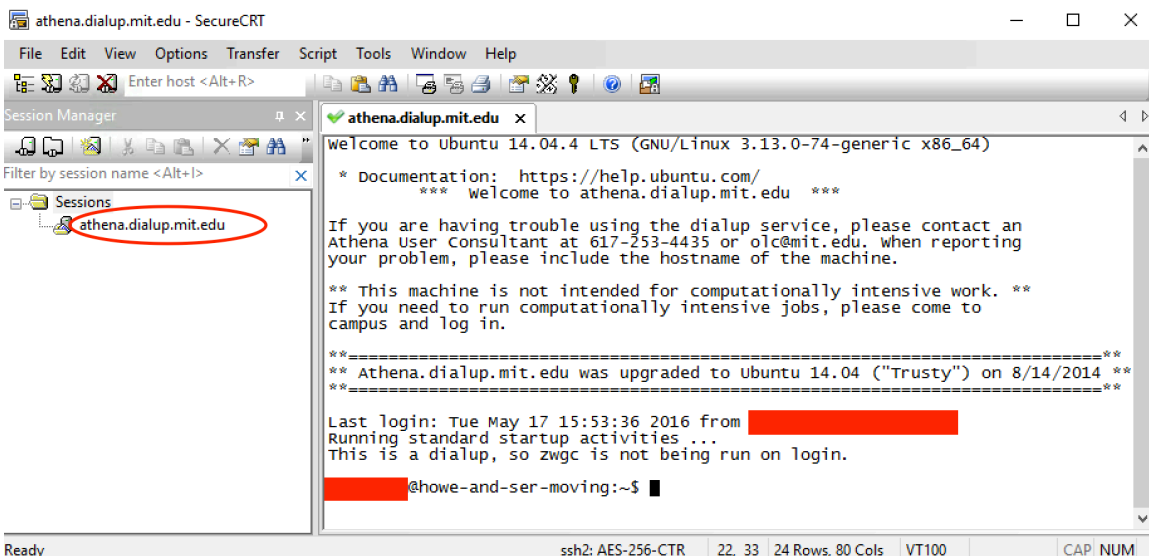 athena.dialup.mit.edu - SecureCRT
File Edit View Options Transfer Script Tools Window Help
Enter host <Alt+R>
Session Manager
athena.dialup.mit.edu
Filter by session name <Alt+I>
Sessions
athena.dialup.mit.edu
Welcome to Ubuntu 14.04.4 LTS (GNU/Linux 3.13.0-74-generic x86_64)
* Documentation: https://help.ubuntu.com/
*** Welcome to athena.dialup.mit.edu ***
If you are having trouble using the dialup service, please contact an
Athena User Consultant at 617-253-4435 or olc@mit.edu. When reporting
your problem, please include the hostname of the machine.
** This machine is not intended for computationally intensive work. **
If you need to run computationally intensive jobs, please come to
campus and log in.
**===========================================================================**
** Athena.dialup.mit.edu was upgraded to Ubuntu 14.04 ("Trusty") on 8/14/2014 **
**===========================================================================**
Last login: Tue May 17 15:53:36 2016 from
Running standard startup activities ...
This is a dialup, so zwgc is not being run on login.
@howe-and-ser-moving:~$
Ready ssh2: AES-256-CTR 22, 33 24 Rows, 80 Cols VT100 CAP NUM